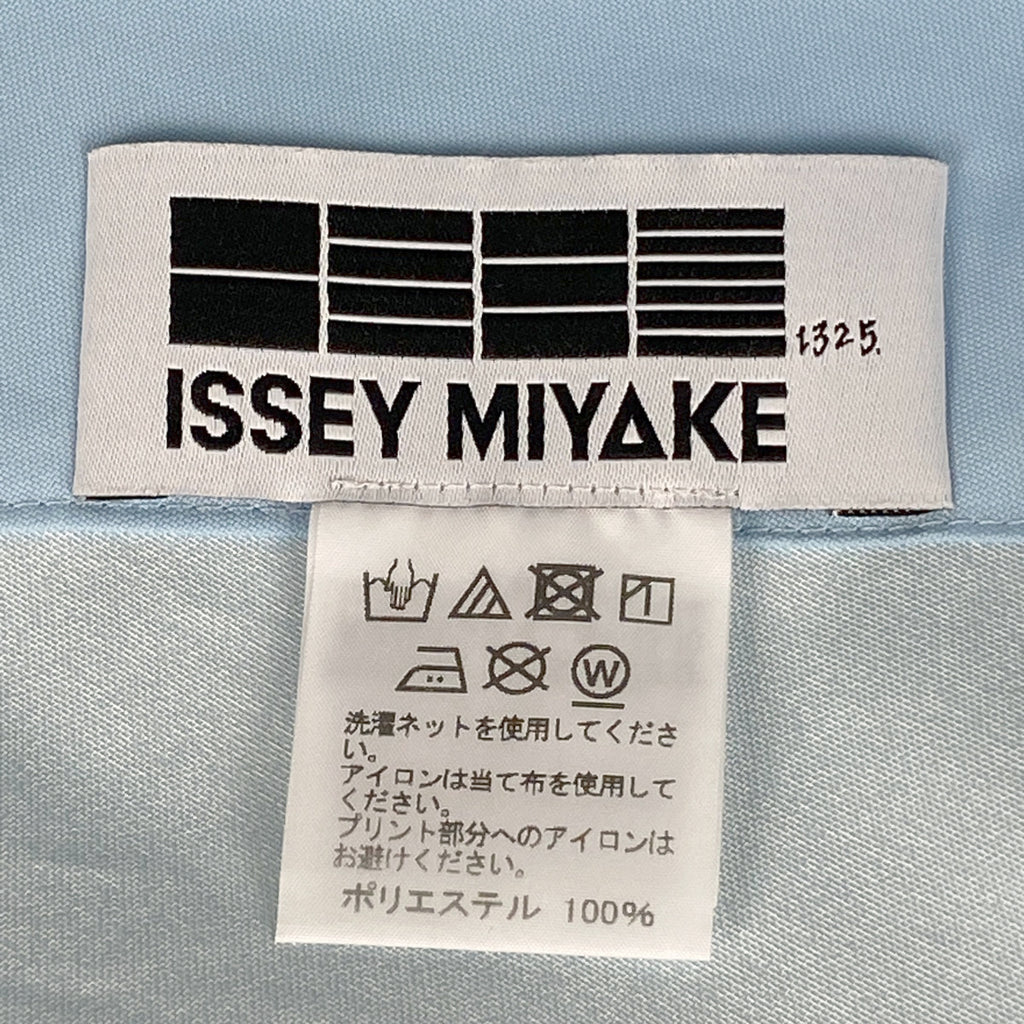 1325.
ISSEY MIYAKE
W
洗濯ネットを使用してくださ
い。
アイロンは当て布を使用して
ください。
プリント部分へのアイロンは
お避けください。
ポリエステル 100%